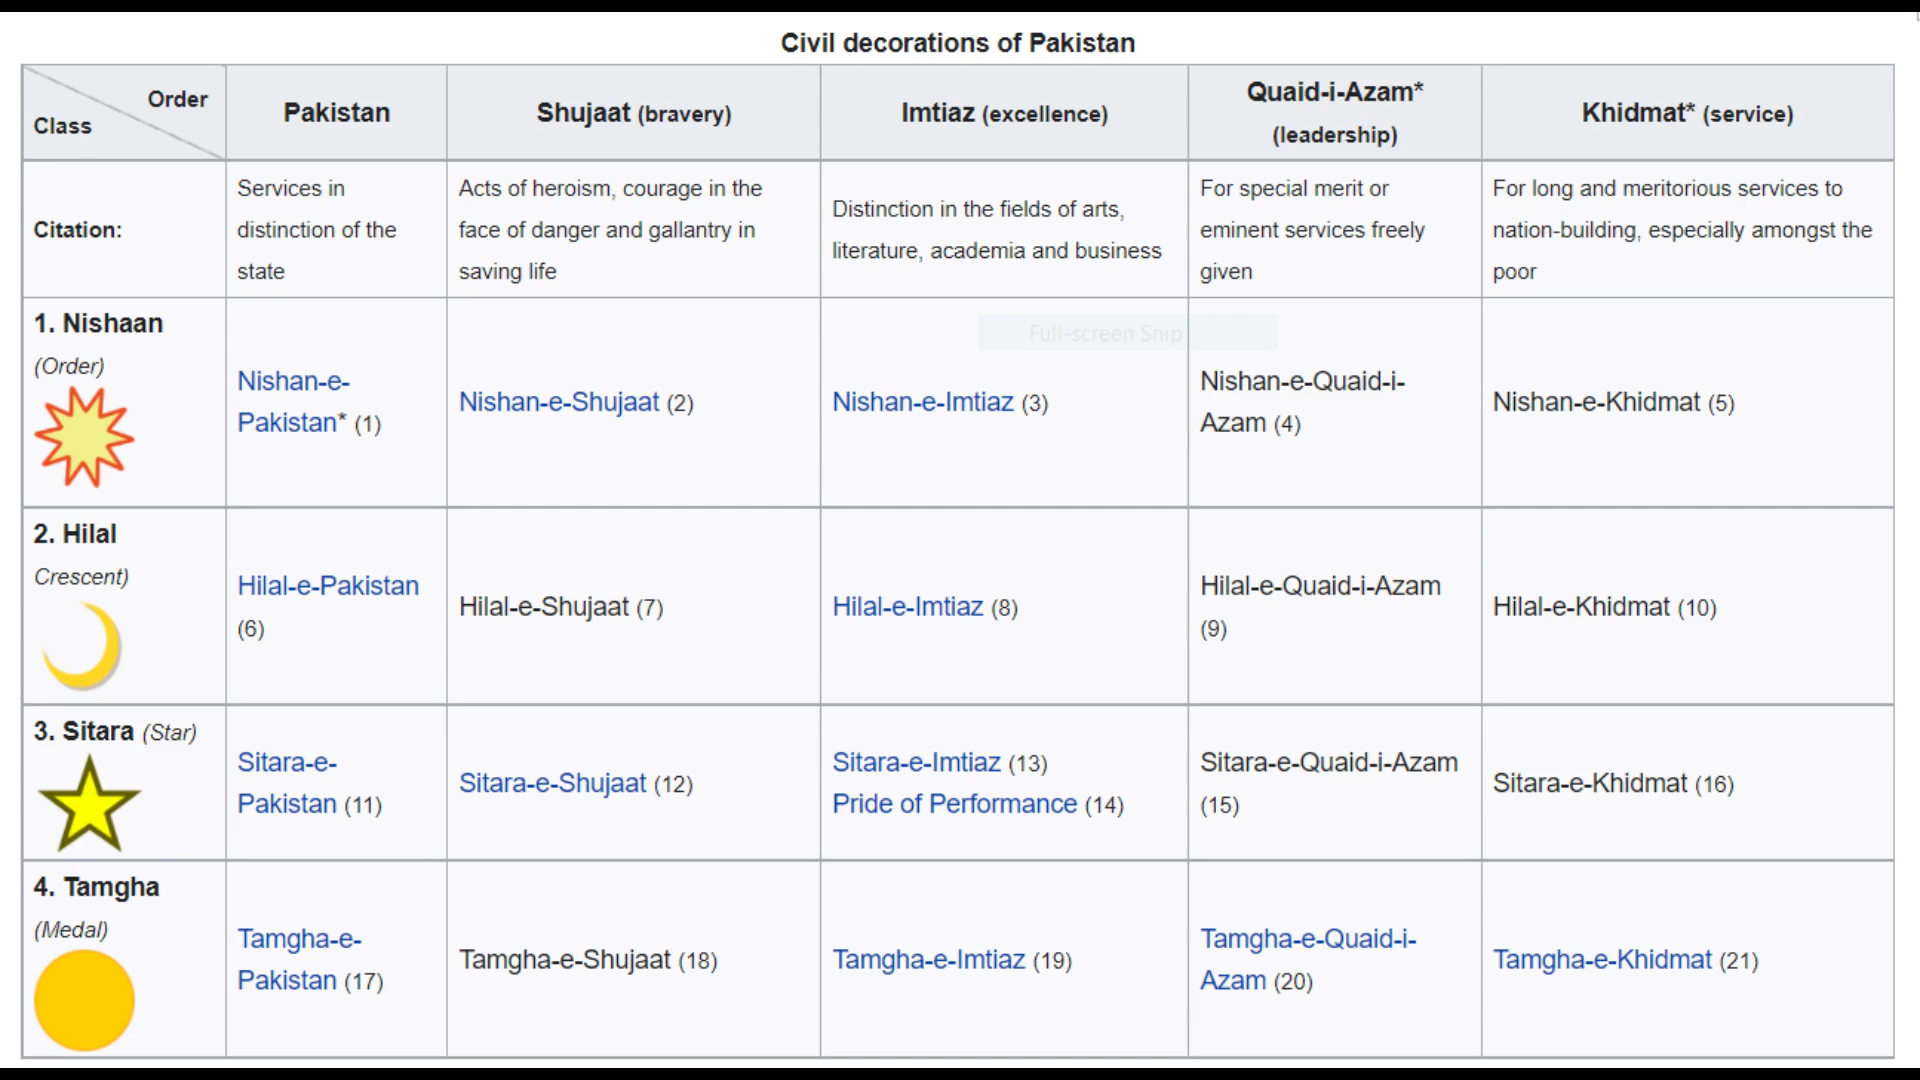 Civil decorations of Pakistan
Order
Class
Pakistan
Shujaat (bravery)
Imtiaz (excellence)
Quaid-i-Azam*
(leadership)
Khidmat* (service)
Citation:
Services in
distinction of the
state
Acts of heroism, courage in the
face of danger and gallantry in
saving life
Distinction in the fields of arts,
literature, academia and business
For special merit or
eminent services freely
given
For long and meritorious services to
nation-building, especially amongst the
poor
Full-screen Snip
1. Nishaan
(Order)
Nishan-e-
Pakistan* (1)
Nishan-e-Shujaat (2)
Nishan-e-Imtiaz (3)
Nishan-e-Quaid-i-
Azam (4)
Nishan-e-Khidmat (5)
2. Hilal
Crescent)
Hilal-e-Pakistan
(6)
Hilal-e-Shujaat (7)
Hilal-e-Imtiaz (8)
Hilal-e-Quaid-i-Azam
(9)
Hilal-e-Khidmat (10)
3. Sitara (Star)
Sitara-e-
Pakistan (11)
Sitara-e-Shujaat (12)
Sitara-e-Imtiaz (13)
Pride of Performance (14)
Sitara-e-Quaid-i-Azam
(15)
Sitara-e-Khidmat (16)
4. Tamgha
(Medal)
Tamgha-e-
Pakistan (17)
Tamgha-e-Shujaat (18)
Tamgha-e-Imtiaz (19)
Tamgha-e-Quaid-i-
Azam (20)
Tamgha-e-Khidmat (21)